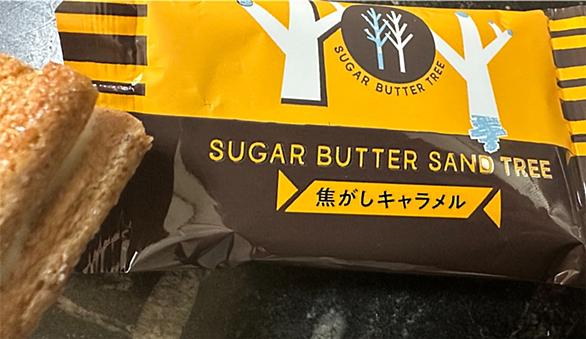 SUGAR BUTTER TREE
SUGAR BUTTER SAND TREE
焦がしキャラメル